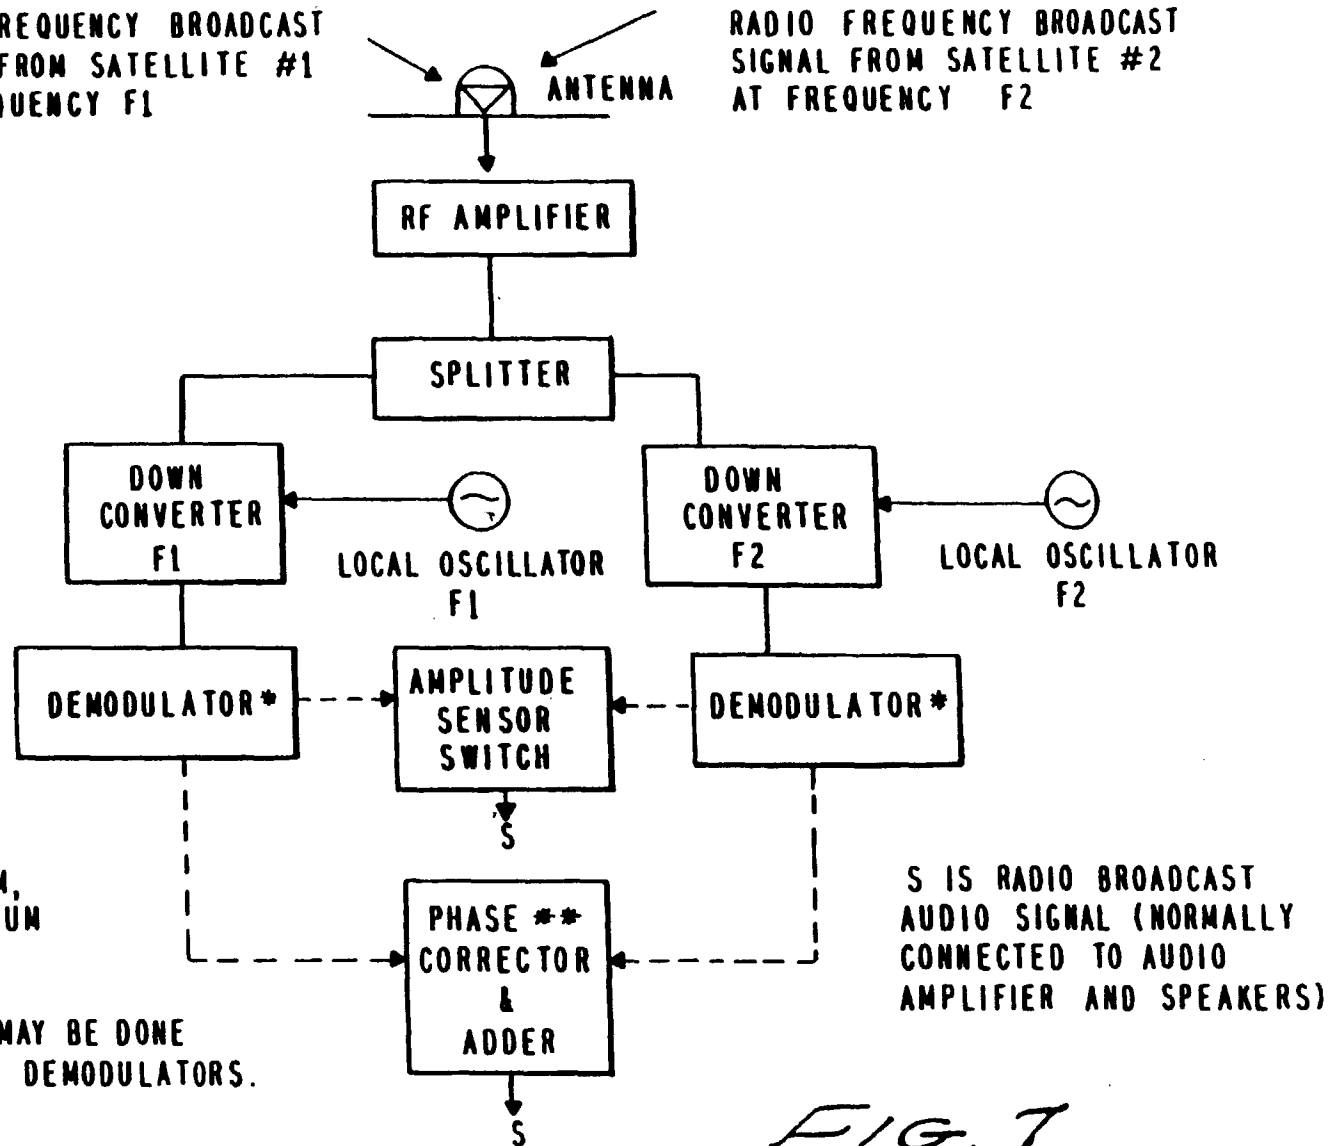 REQUENCY BROADCAST
FROM SATELLITE #1
QUENCY F1
RADIO FREQUENCY BROADCAST
SIGNAL FROM SATELLITE #2
AT FREQUENCY F2
ANTENNA
RF AMPLIFIER
SPLITTER
DOWN
CONVERTER
F1
LOCAL OSCILLATOR
F1
DOWN
CONVERTER
F2
LOCAL OSCILLATOR
F2
DEMODULATOR*
AMPLITUDE
SENSOR
SWITCH
DEMODULATOR*
S
UM
PHASE **
CORRECTOR
&
ADDER
S IS RADIO BROADCAST
AUDIO SIGNAL (NORMALLY
CONNECTED TO AUDIO
AMPLIFIER AND SPEAKERS)
MAY BE DONE
DEMODULATORS.
S
FIG. 7